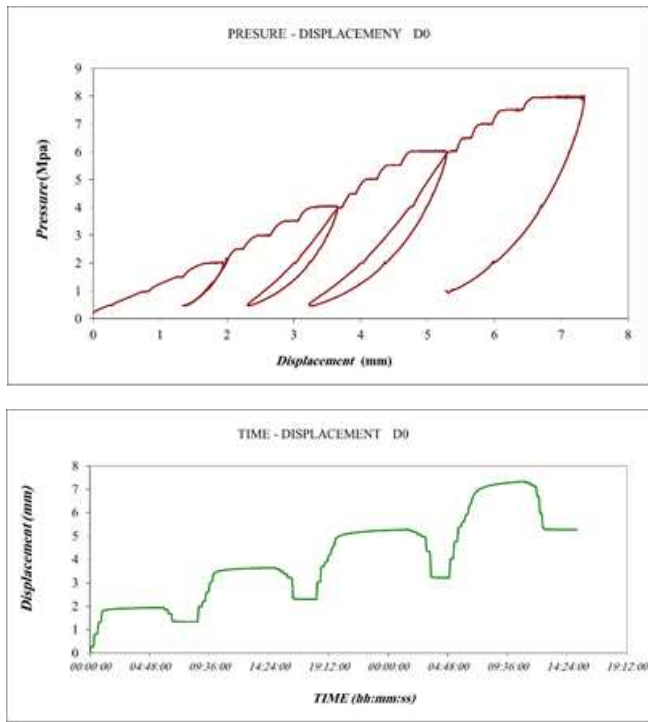 PRESURE - DISPLACEMENY D0
9
8
7
6
5
4
3
2
1
0
Pressure (Mpa)
0 1 2 3 4 5 6 7 8
Displacement (mm)
TIME - DISPLACEMENT D0
8
7
6
5
4
3
2
1
0
Displacement (mm)
00:00:00 04:48:00 09:36:00 14:24:00 19:12:00 00:00:00 04:48:00 09:36:00 14:24:00 19:12:00
TIME (hh:mm:ss)